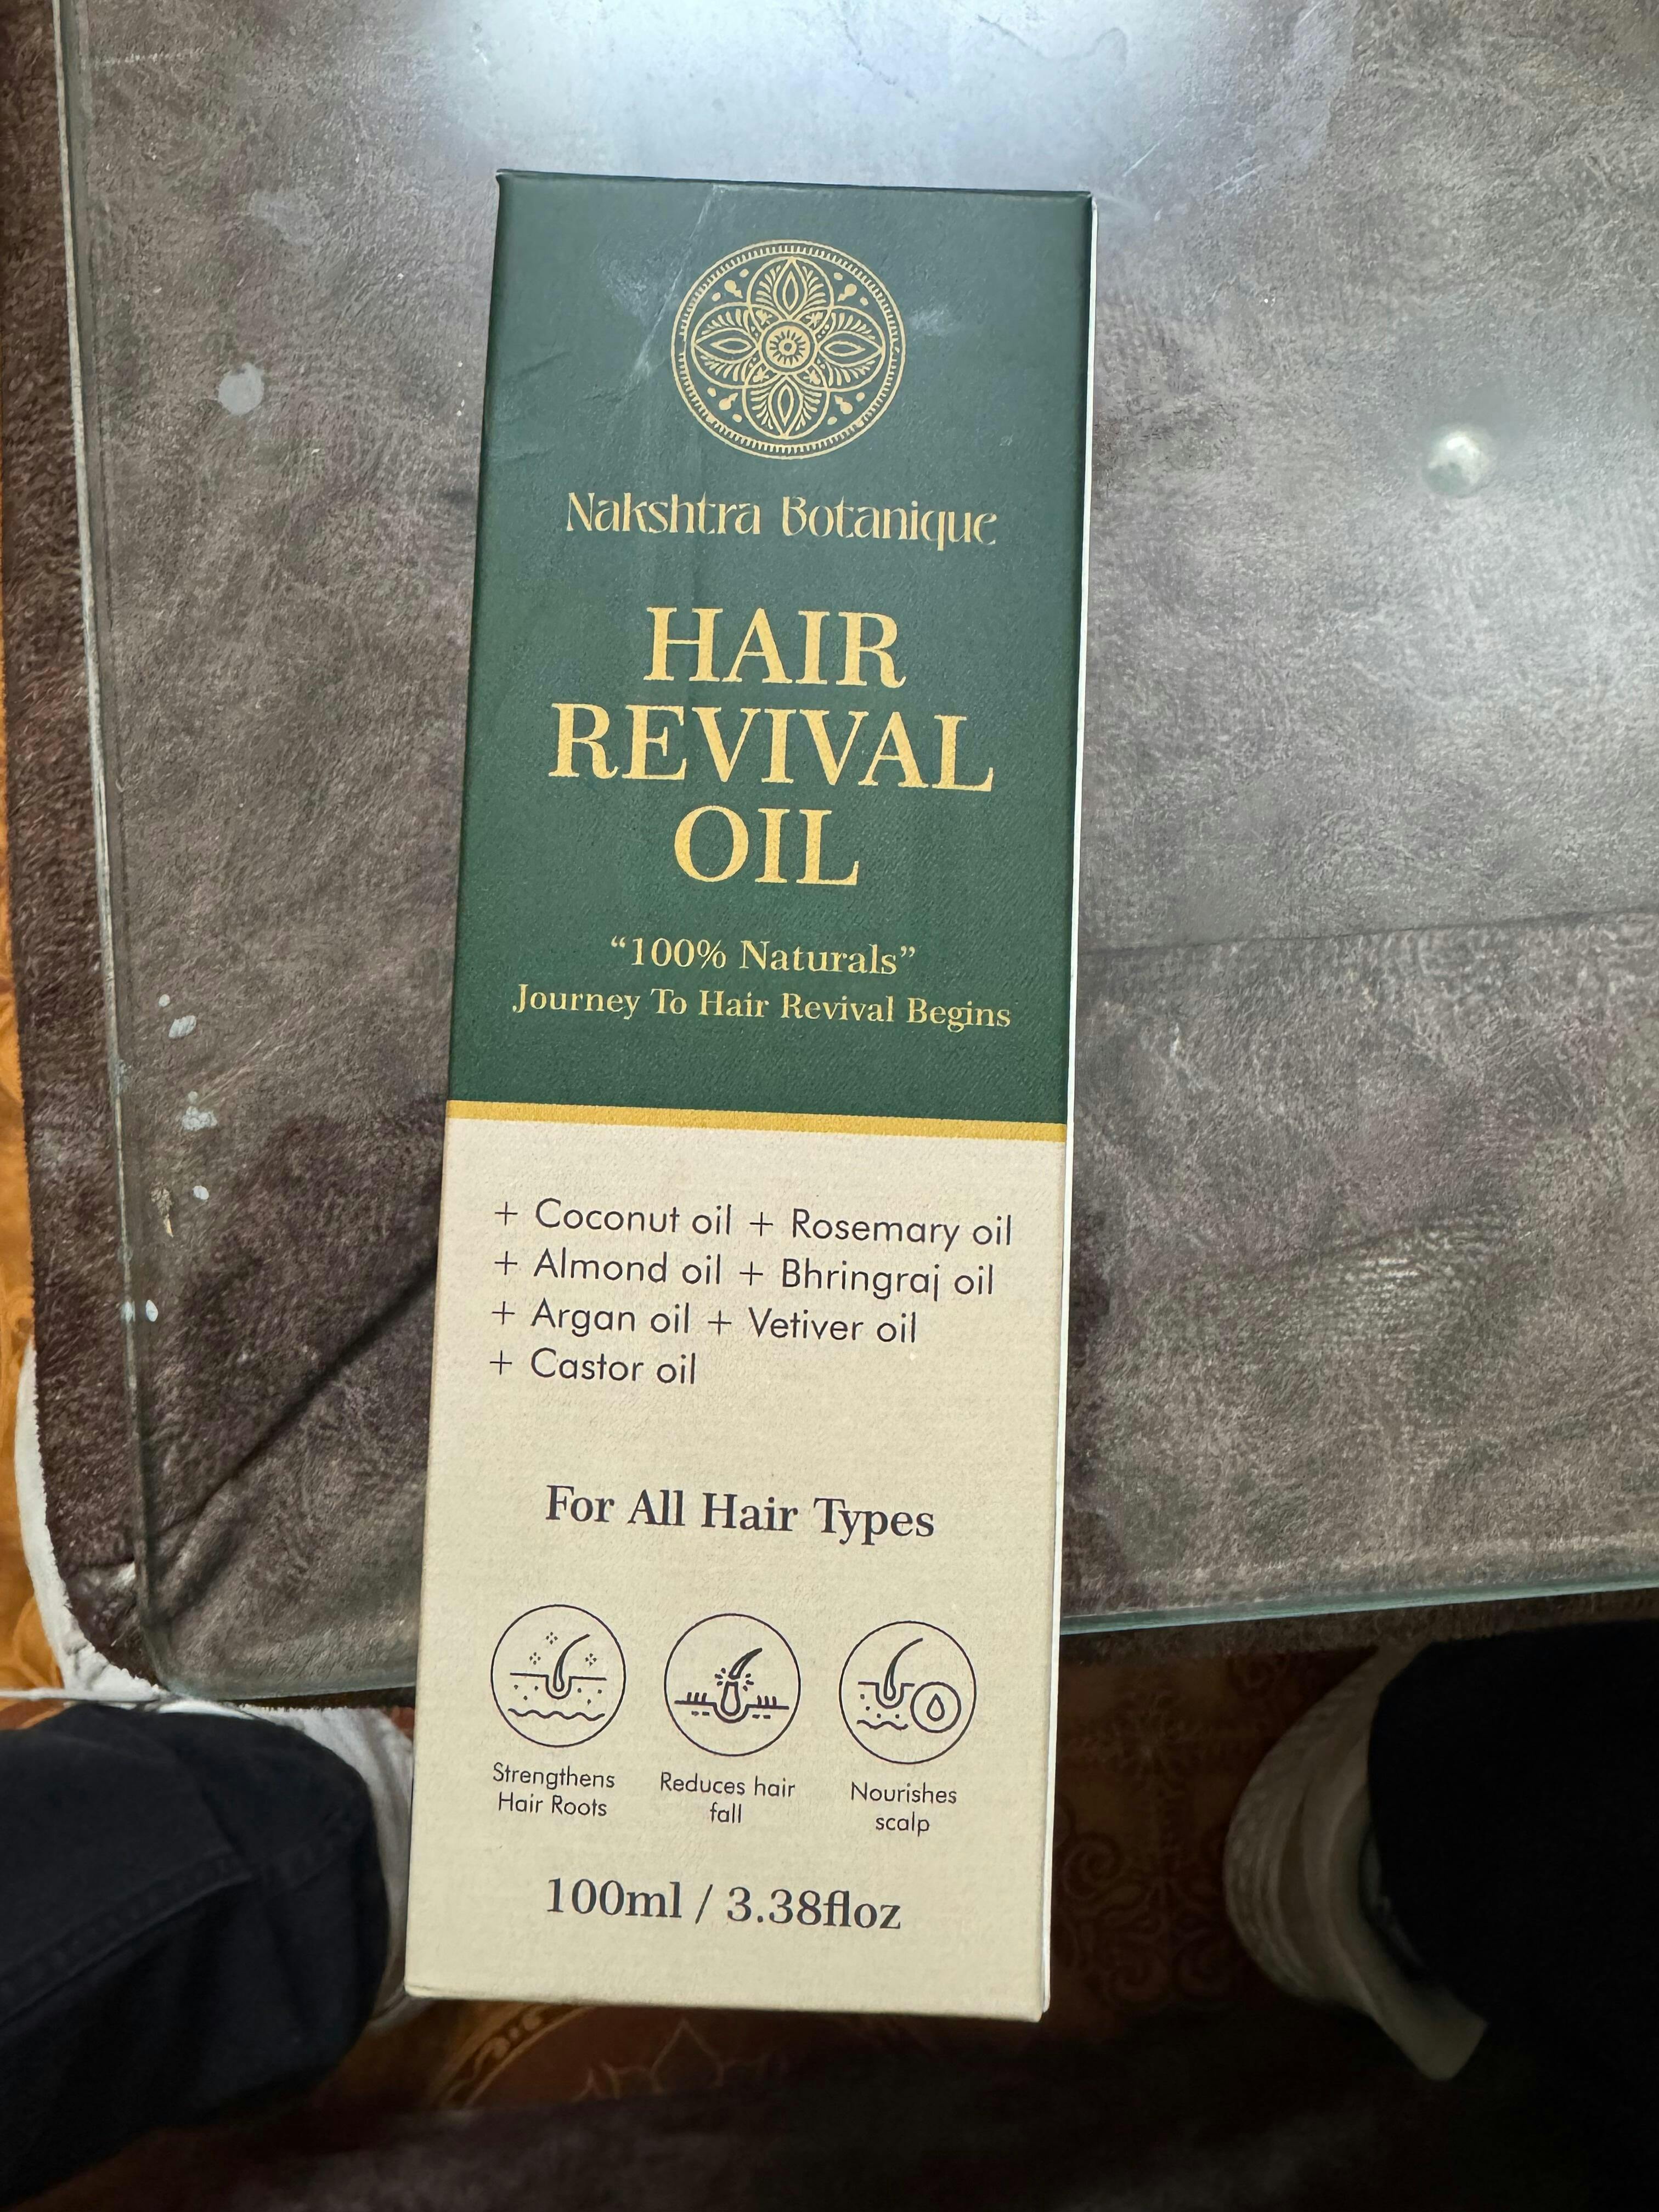 Nakshtra Botanique
HAIR
REVIVAL
OIL
“100% Naturals”
Journey To Hair Revival Begins
+ Coconut oil + Rosemary oil
+ Almond oil + Bhringraj oil
+ Argan oil + Vetiver oil
+ Castor oil
For All Hair Types
Strengthens
Hair Roots
Reduces hair
fall
Nourishes
scalp
100ml / 3.38floz